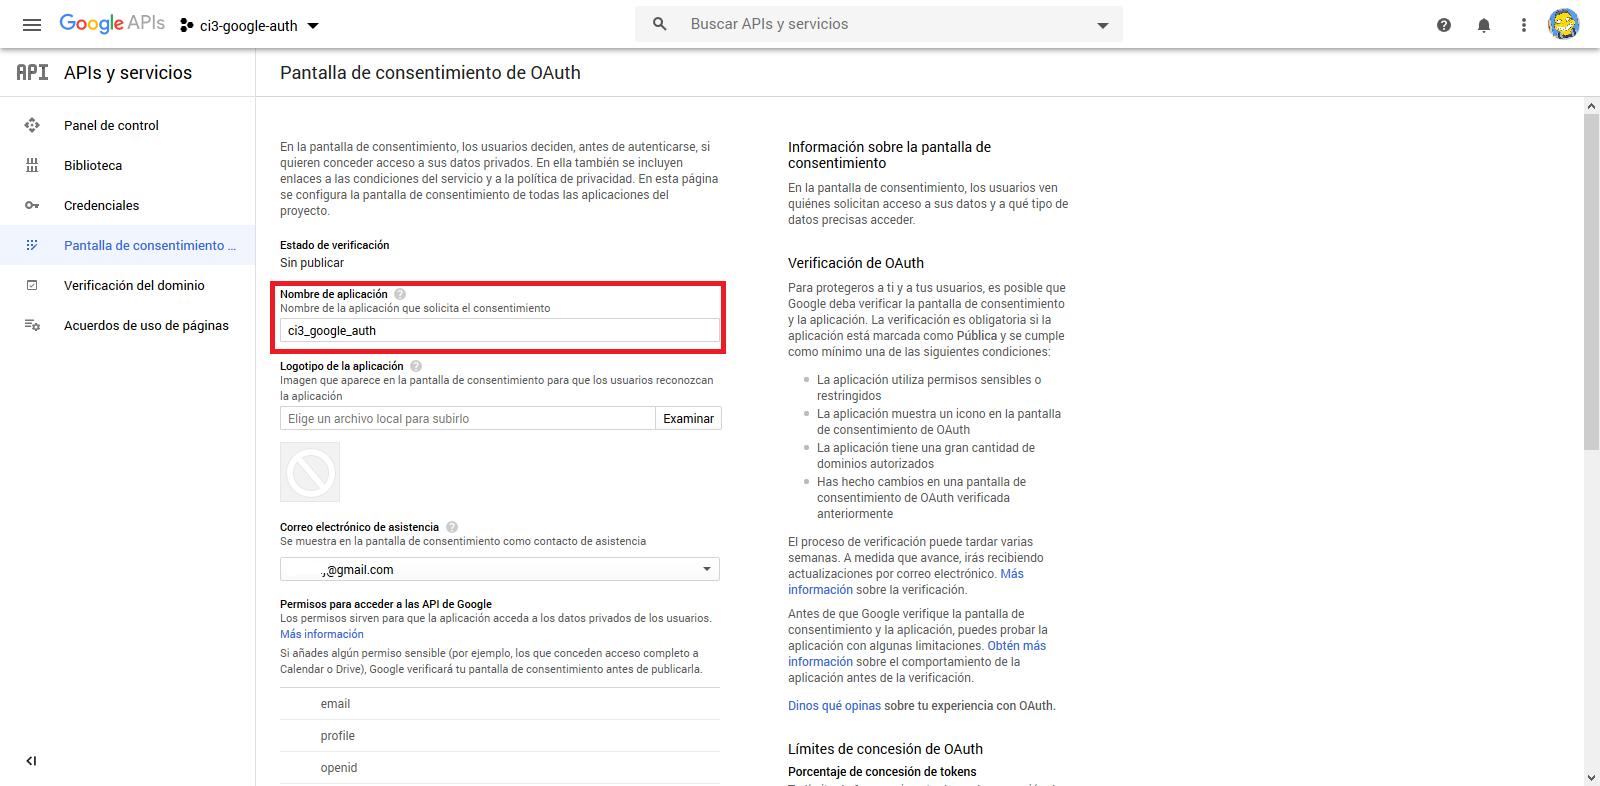 Google APIs
ci3-google-auth
Buscar APIs y servicios
API APIs y servicios
Pantalla de consentimiento de OAuth
Panel de control
Biblioteca
Credenciales
Pantalla de consentimiento ...
Verificación del dominio
Acuerdos de uso de páginas
En la pantalla de consentimiento, los usuarios deciden, antes de autenticarse, si
quieren conceder acceso a sus datos privados. En ella también se incluyen
enlaces a las condiciones del servicio y a la política de privacidad. En esta página
se configura la pantalla de consentimiento de todas las aplicaciones del
proyecto.
Estado de verificación
Sin publicar
Nombre de aplicación
Nombre de la aplicación que solicita el consentimiento
ci3_google_auth
Logotipo de la aplicación
Imagen que aparece en la pantalla de consentimiento para que los usuarios reconozcan
la aplicación
Elige un archivo local para subirlo
Examinar
Correo electrónico de asistencia
Se muestra en la pantalla de consentimiento como contacto de asistencia
@gmail.com
Permisos para acceder a las API de Google
Los permisos sirven para que la aplicación acceda a los datos privados de los usuarios.
Más información
Si añades algún permiso sensible (por ejemplo, los que conceden acceso completo a
Calendar o Drive), Google verificará tu pantalla de consentimiento antes de publicarla.
email
profile
openid
Información sobre la pantalla de
consentimiento
En la pantalla de consentimiento, los usuarios ven
quiénes solicitan acceso a sus datos y a qué tipo de
datos precisas acceder.
Verificación de OAuth
Para protegeros a ti y a tus usuarios, es posible que
Google deba verificar la pantalla de consentimiento
y la aplicación. La verificación es obligatoria si la
aplicación está marcada como Pública y se cumple
como mínimo una de las siguientes condiciones:
La aplicación utiliza permisos sensibles o
restringidos
La aplicación muestra un icono en la pantalla
de consentimiento de OAuth
La aplicación tiene una gran cantidad de
dominios autorizados
Has hecho cambios en una pantalla de
consentimiento de OAuth verificada
anteriormente
El proceso de verificación puede tardar varias
semanas. A medida que avance, irás recibiendo
actualizaciones por correo electrónico. Más
información sobre la verificación.
Antes de que Google verifique la pantalla de
consentimiento y la aplicación, puedes probar la
aplicación con algunas limitaciones. Obtén más
información sobre el comportamiento de la
aplicación antes de la verificación.
Dinos qué opinas sobre tu experiencia con OAuth.
Límites de concesión de OAuth
Porcentaje de concesión de tokens